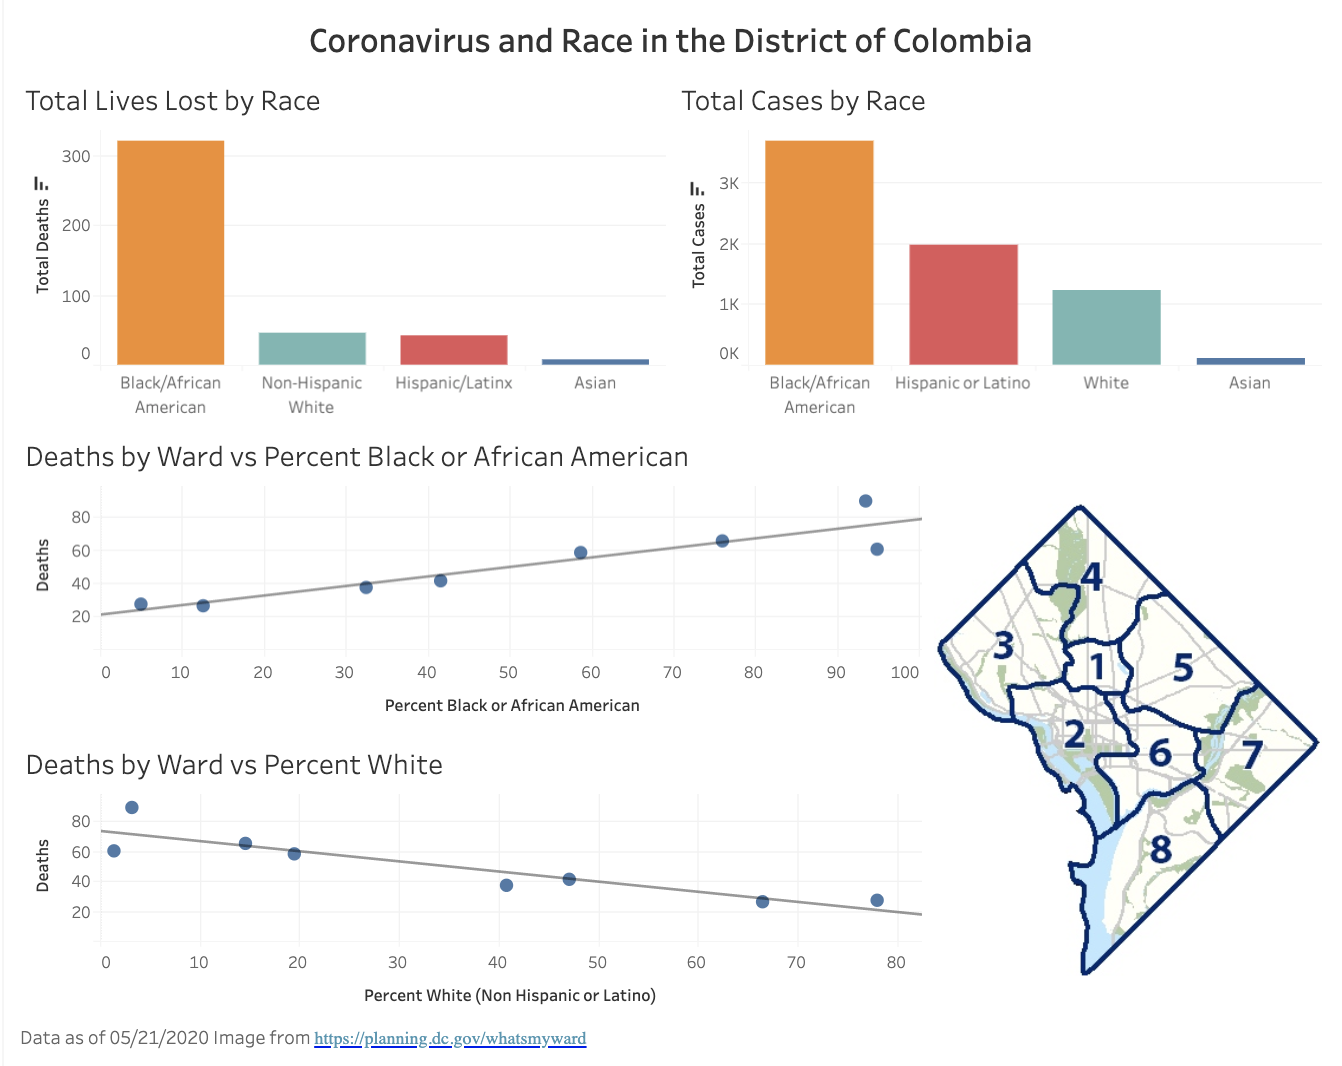 Coronavirus and Race in the District of Colombia
Total Lives Lost by Race
Total Deaths
300
200
100
0
Black/African
American
Non-Hispanic
White
Hispanic/Latinx
Asian
Total Cases by Race
Total Cases
3K
2K
1K
0K
Black/African
American
Hispanic or Latino
White
Asian
Deaths by Ward vs Percent Black or African American
Deaths
80
60
40
20
0 10 20 30 40 50 60 70 80 90 100
Percent Black or African American
Deaths by Ward vs Percent White
Deaths
80
60
40
20
0 10 20 30 40 50 60 70 80
Percent White (Non Hispanic or Latino)
4
3
1
5
2
6
7
8
Data as of 05/21/2020 Image from https://planning.dc.gov/whatsmyward